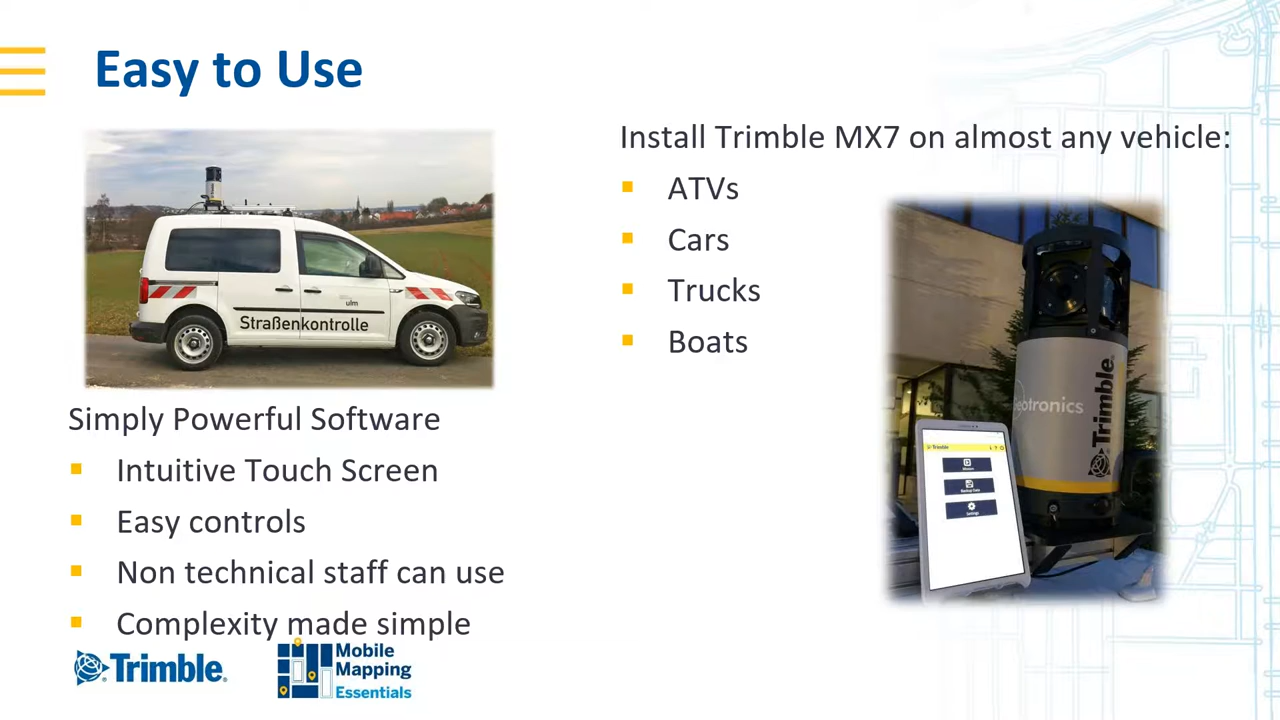 Easy to Use
ulm
Straßenkontrolle
Simply Powerful Software
Intuitive Touch Screen
Easy controls
Non technical staff can use
Complexity made simple
Install Trimble MX7 on almost any vehicle:
ATVs
Cars
Trucks
Boats
Geotronics
Trimble
Trimble
Settings
Trimble
Mobile
Mapping
Essentials